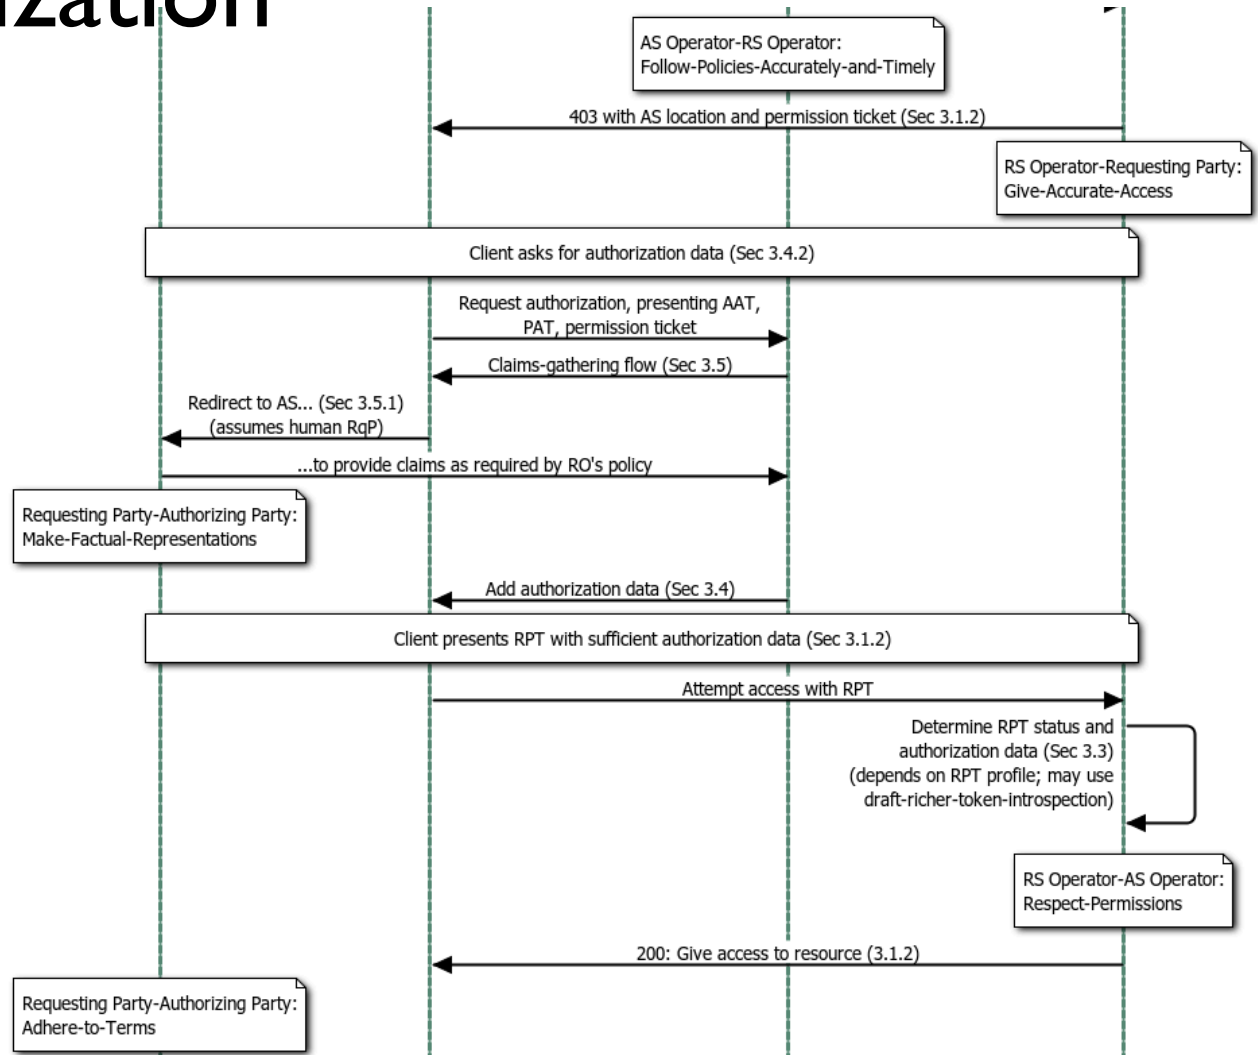 ization
AS Operator-RS Operator:
Follow-Policies-Accurately-and-Timely
403 with AS location and permission ticket (Sec 3.1.2)
RS Operator-Requesting Party:
Give-Accurate-Access
Client asks for authorization data (Sec 3.4.2)
Request authorization, presenting AAT,
PAT, permission ticket
Claims-gathering flow (Sec 3.5)
Redirect to AS... (Sec 3.5.1)
(assumes human RqP)
...to provide claims as required by RO's policy
Requesting Party-Authorizing Party:
Make-Factual-Representations
Add authorization data (Sec 3.4)
Client presents RPT with sufficient authorization data (Sec 3.1.2)
Attempt access with RPT
Determine RPT status and
authorization data (Sec 3.3)
(depends on RPT profile; may use
draft-richer-token-introspection)
RS Operator-AS Operator:
Respect-Permissions
200: Give access to resource (3.1.2)
Requesting Party-Authorizing Party:
Adhere-to-Terms